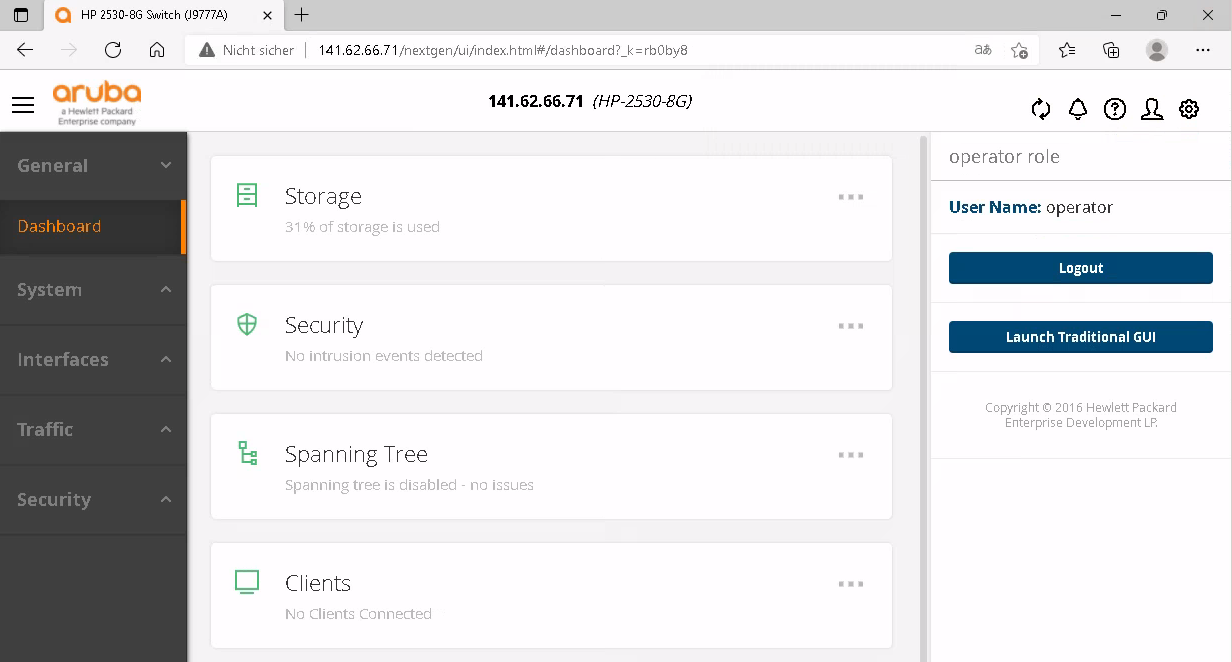 HP 2530-8G Switch (J9777A)
Nicht sicher
141.62.66.71/nextgen/ui/index.html#/dashboard?_k=rb0by8
aあ
aruba
a Hewlett Packard
Enterprise company
141.62.66.71 (HP-2530-8G)
General
Dashboard
System
Interfaces
Traffic
Security
Storage
31% of storage is used
Security
No intrusion events detected
Spanning Tree
Spanning tree is disabled - no issues
Clients
No Clients Connected
operator role
User Name: operator
Logout
Launch Traditional GUI
Copyright © 2016 Hewlett Packard
Enterprise Development LP.